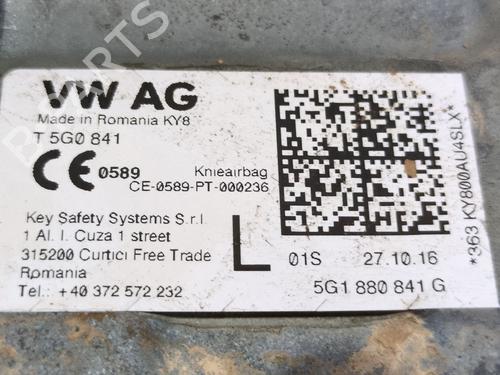 VW AG
Made in Romania KY8
T 5G0 841
CE 0589
Knieairbag
CE-0589-PT-000236
Key Safety Systems S.r.l.
1 Al. I. Cuza 1 street
315200 Curtici Free Trade
Romania
Tel.: +40 372 572 232
L
01S 27.10.16
5G1 880 841 G
*363 KY800AU4SLX*
PARTS